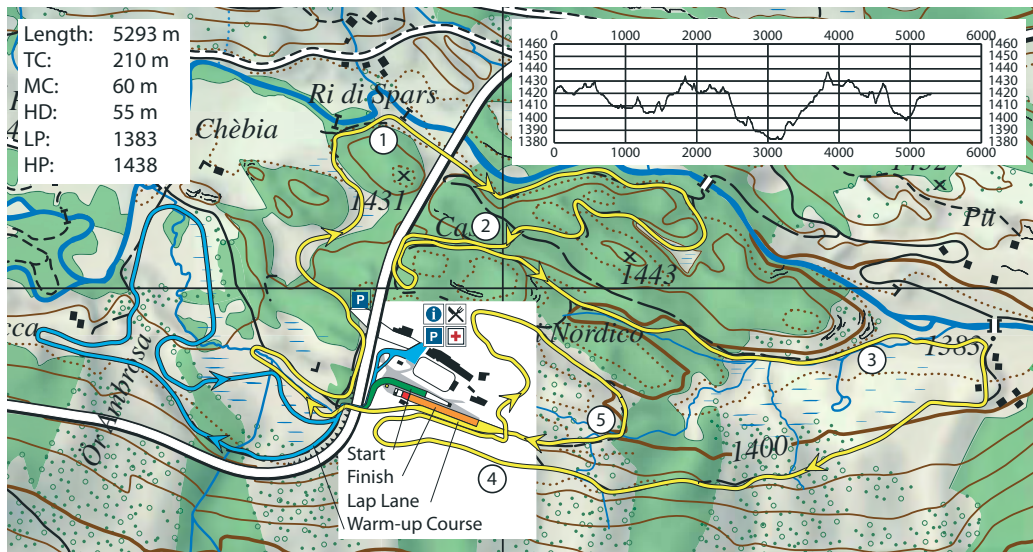 Length: 5293 m
TC: 210 m
MC: 60 m
HD: 55 m
LP: 1383
HP: 1438
0 1000 2000 3000 4000 5000 6000
1460 1460
1450 1450
1440 1440
1430 1430
1420 1420
1410 1410
1400 1400
1390 1390
1380 1380
0 1000 2000 3000 4000 5000 6000
Ri di Spars
Chèbia
1
1431
2
1443
Pü
P
i
P
Nordico
Or Ambrosa
3
1383
5
1400
4
Start
Finish
Lap Lane
Warm-up Course